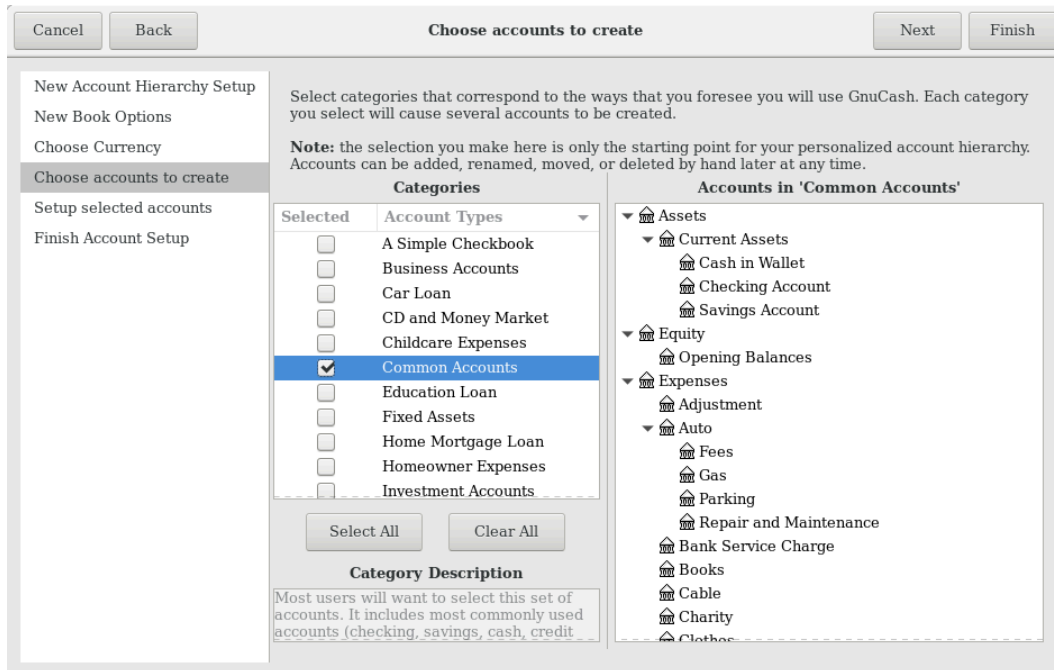 Cancel
Back
Choose accounts to create
Next
Finish
New Account Hierarchy Setup
New Book Options
Choose Currency
Choose accounts to create
Setup selected accounts
Finish Account Setup
Select categories that correspond to the ways that you foresee you will use GnuCash. Each category
you select will cause several accounts to be created.
Note: the selection you make here is only the starting point for your personalized account hierarchy.
Accounts can be added, renamed, moved, or deleted by hand later at any time.
Categories
Selected Account Types
A Simple Checkbook
Business Accounts
Car Loan
CD and Money Market
Childcare Expenses
Common Accounts
Education Loan
Fixed Assets
Home Mortgage Loan
Homeowner Expenses
Investment Accounts
Select All
Clear All
Category Description
Most users will want to select this set of
accounts. It includes most commonly used
accounts (checking, savings, cash, credit
Accounts in 'Common Accounts'
Assets
Current Assets
Cash in Wallet
Checking Account
Savings Account
Equity
Opening Balances
Expenses
Adjustment
Auto
Fees
Gas
Parking
Repair and Maintenance
Bank Service Charge
Books
Cable
Charity
Clothes